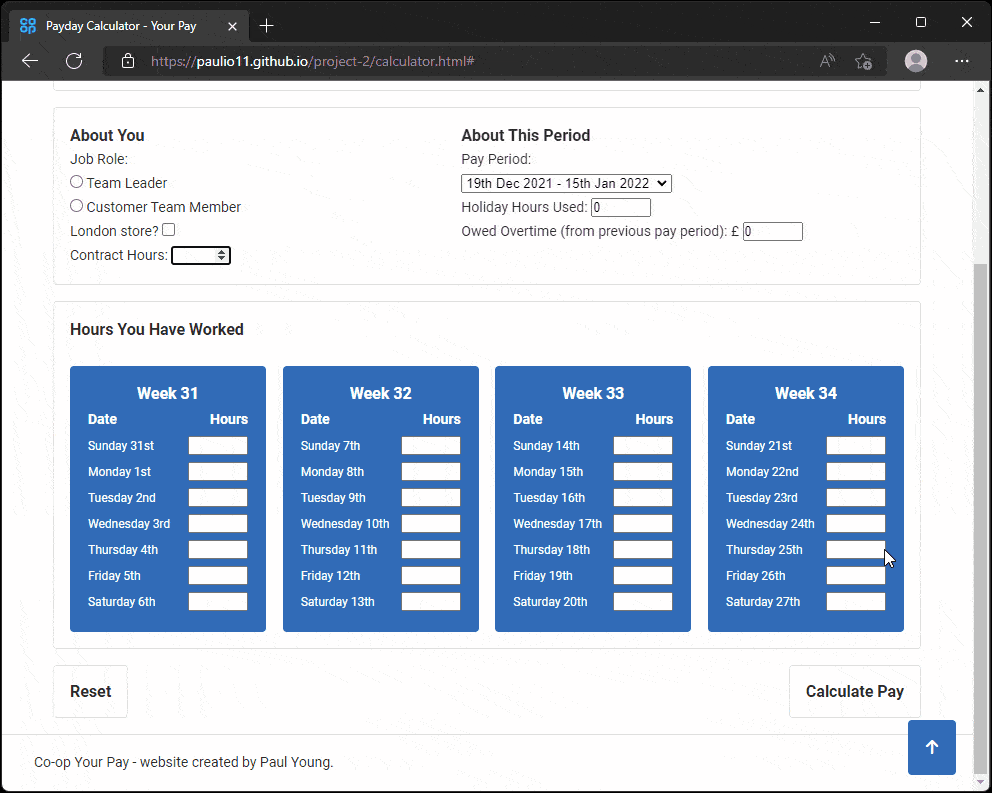 Payday Calculator - Your Pay
https://paulio11.github.io/project-2/calculator.html#
About You
Job Role:
Team Leader
Customer Team Member
London store?
Contract Hours:
About This Period
Pay Period:
19th Dec 2021 - 15th Jan 2022
Holiday Hours Used: 0
Owed Overtime (from previous pay period): £ 0
Hours You Have Worked
Week 31
Date Hours
Sunday 31st
Monday 1st
Tuesday 2nd
Wednesday 3rd
Thursday 4th
Friday 5th
Saturday 6th
Week 32
Date Hours
Sunday 7th
Monday 8th
Tuesday 9th
Wednesday 10th
Thursday 11th
Friday 12th
Saturday 13th
Week 33
Date Hours
Sunday 14th
Monday 15th
Tuesday 16th
Wednesday 17th
Thursday 18th
Friday 19th
Saturday 20th
Week 34
Date Hours
Sunday 21st
Monday 22nd
Tuesday 23rd
Wednesday 24th
Thursday 25th
Friday 26th
Saturday 27th
Reset
Calculate Pay
Co-op Your Pay - website created by Paul Young.